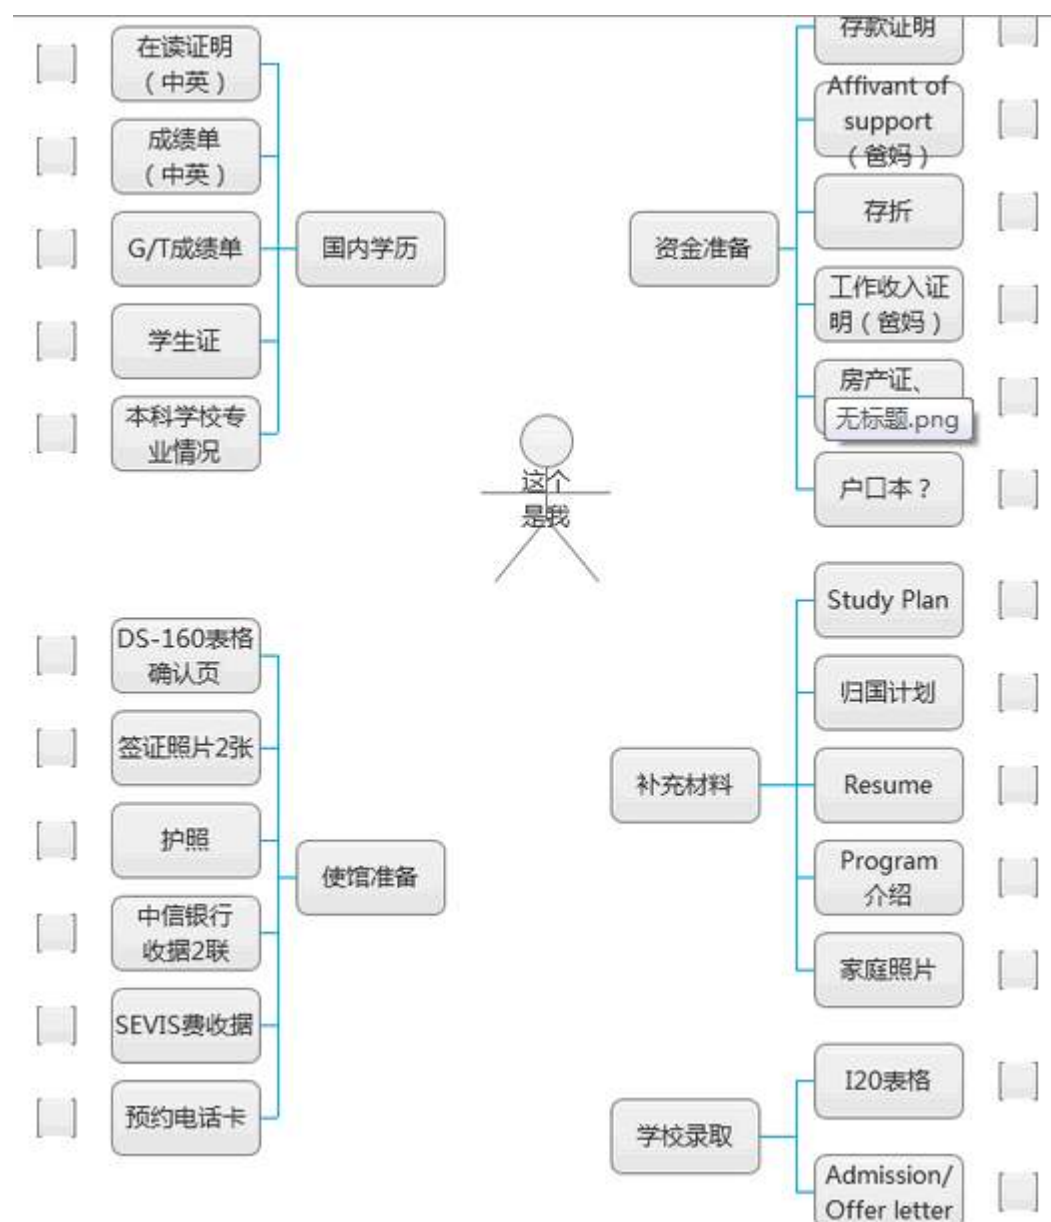 在读证明
（中英）
成绩单
（中英）
G/T成绩单
学生证
本科学校专
业情况
国内学历
资金准备
存款证明
Affivant of
support
（爸妈）
存折
工作收入证
明（爸妈）
房产证、
无标题.png
户口本？
这个
是我
DS-160表格
确认页
签证照片2张
护照
中信银行
收据2联
SEVIS费收据
预约电话卡
使馆准备
补充材料
Study Plan
归国计划
Resume
Program
介绍
家庭照片
学校录取
I20表格
Admission/
Offer letter